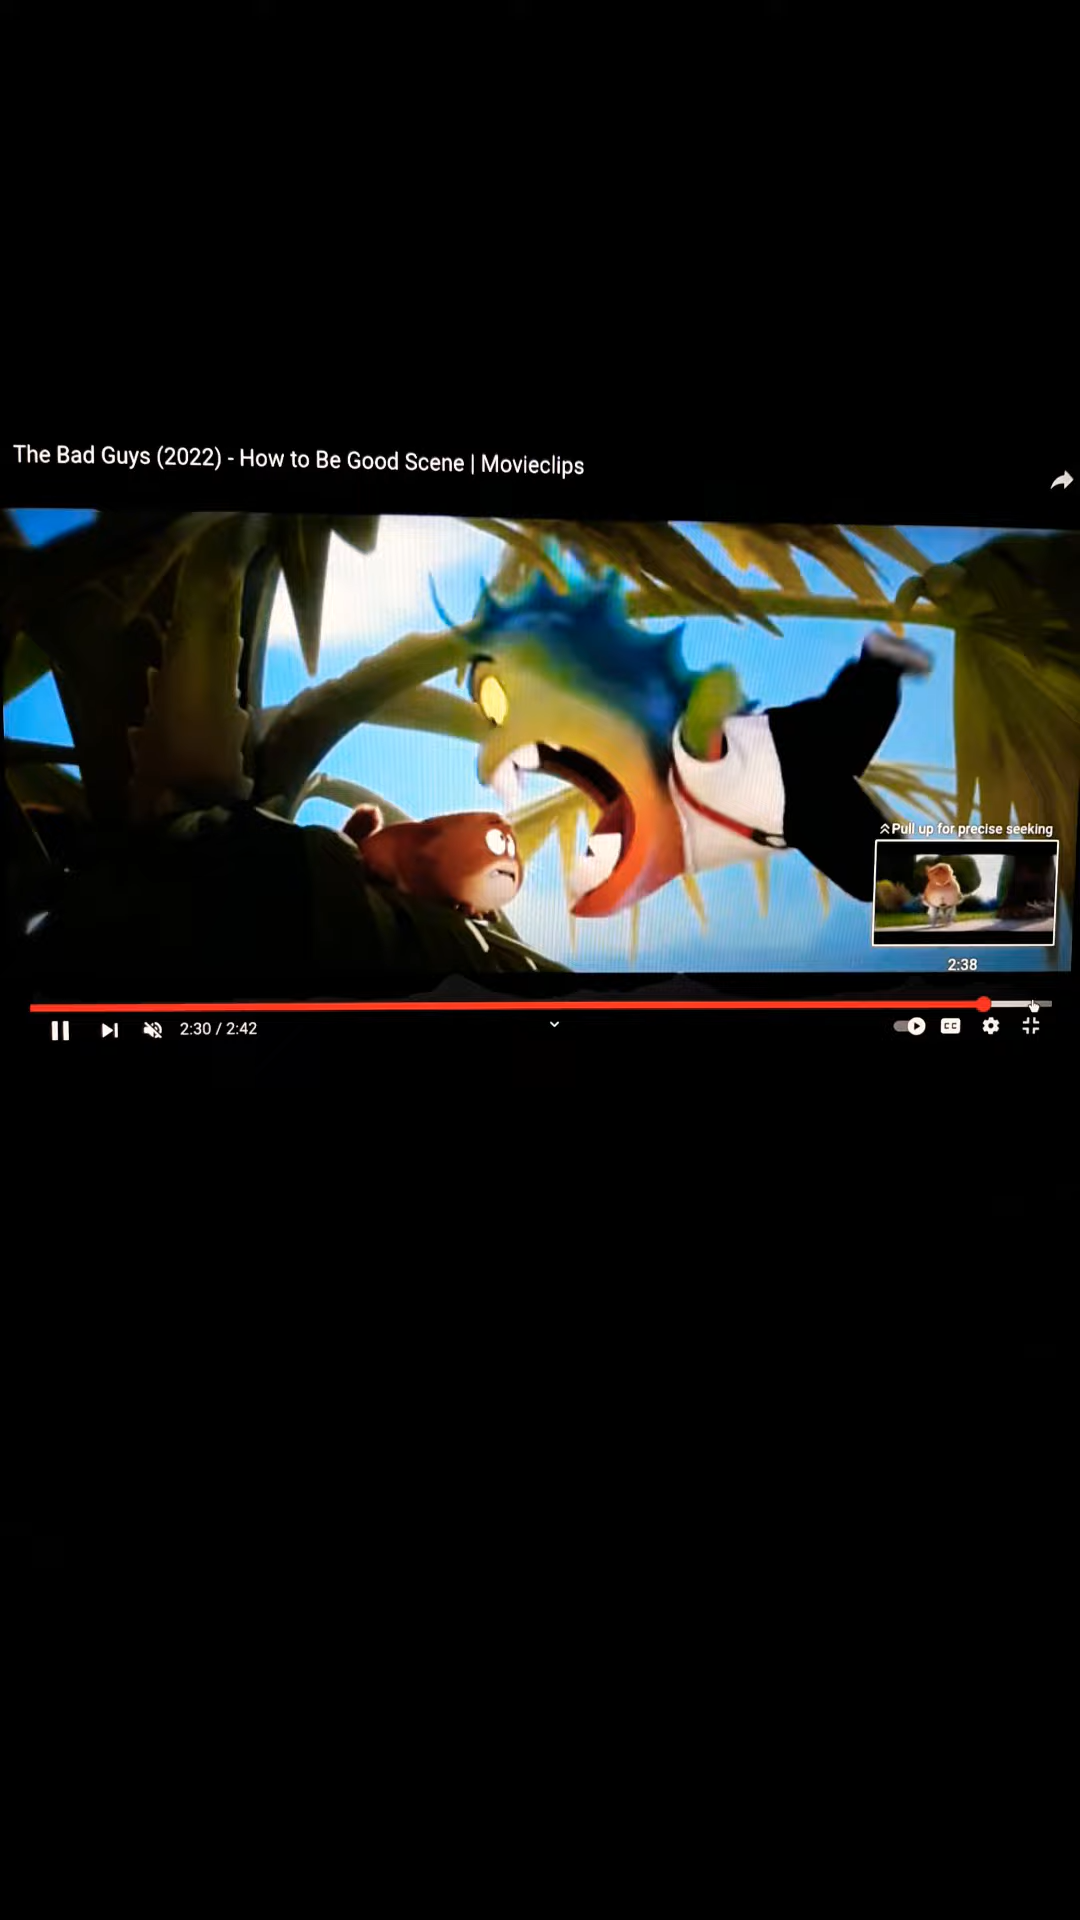 The Bad Guys (2022) - How to Be Good Scene | Movieclips
Pull up for precise seeking
2:38
2:30 / 2:42
CC